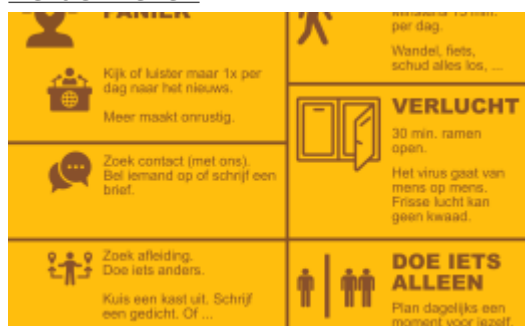 PANIEK
Kijk of luister maar 1x per
dag naar het nieuws.
Meer maakt onrustig.
Zoek contact (met ons).
Bel iemand op of schrijf een
brief.
Zoek afleiding.
Doe iets anders.
Kuis een kast uit. Schrijf
een gedicht. Of ...
minstens 15 min.
per dag.
Wandel, fiets,
schud alles los, ...
VERLUCHT
30 min. ramen
open.
Het virus gaat van
mens op mens.
Frisse lucht kan
geen kwaad.
DOE IETS
ALLEEN
Plan dagelijks een
moment voor jezelf.